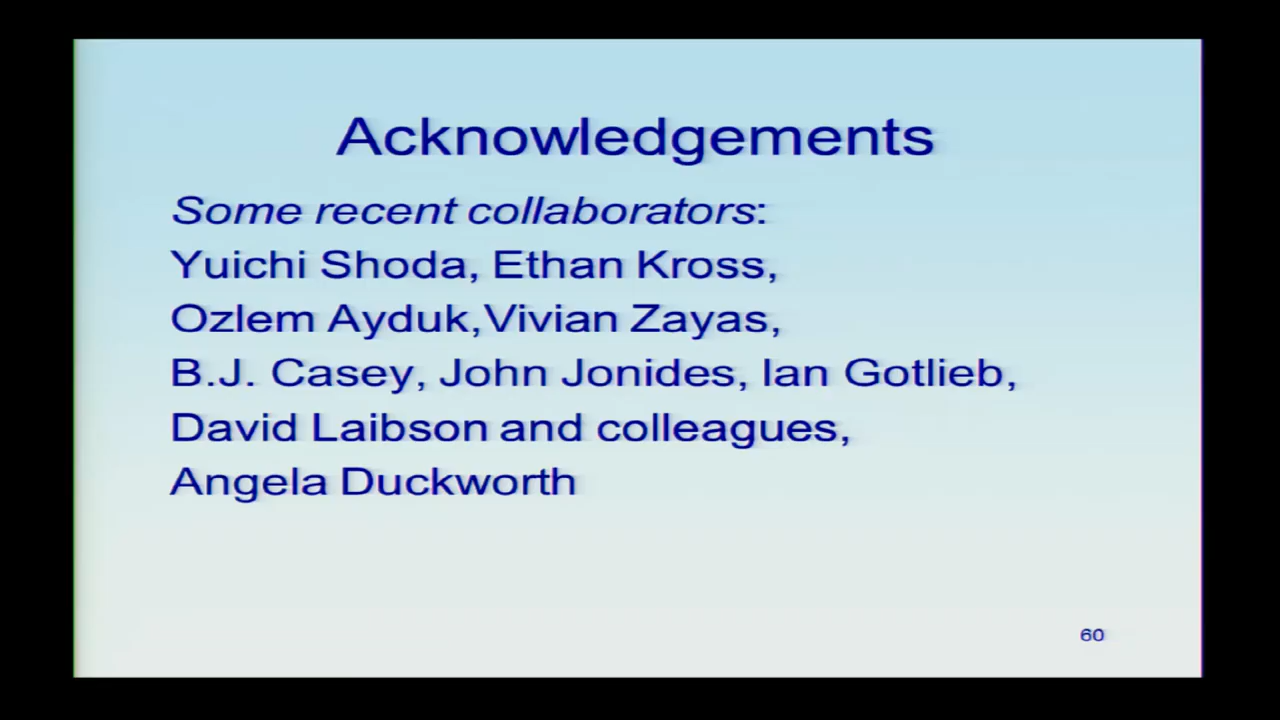 Acknowledgements
Some recent collaborators:
Yuichi Shoda, Ethan Kross,
Ozlem Ayduk,Vivian Zayas,
B.J. Casey, John Jonides, Ian Gotlieb,
David Laibson and colleagues,
Angela Duckworth
60